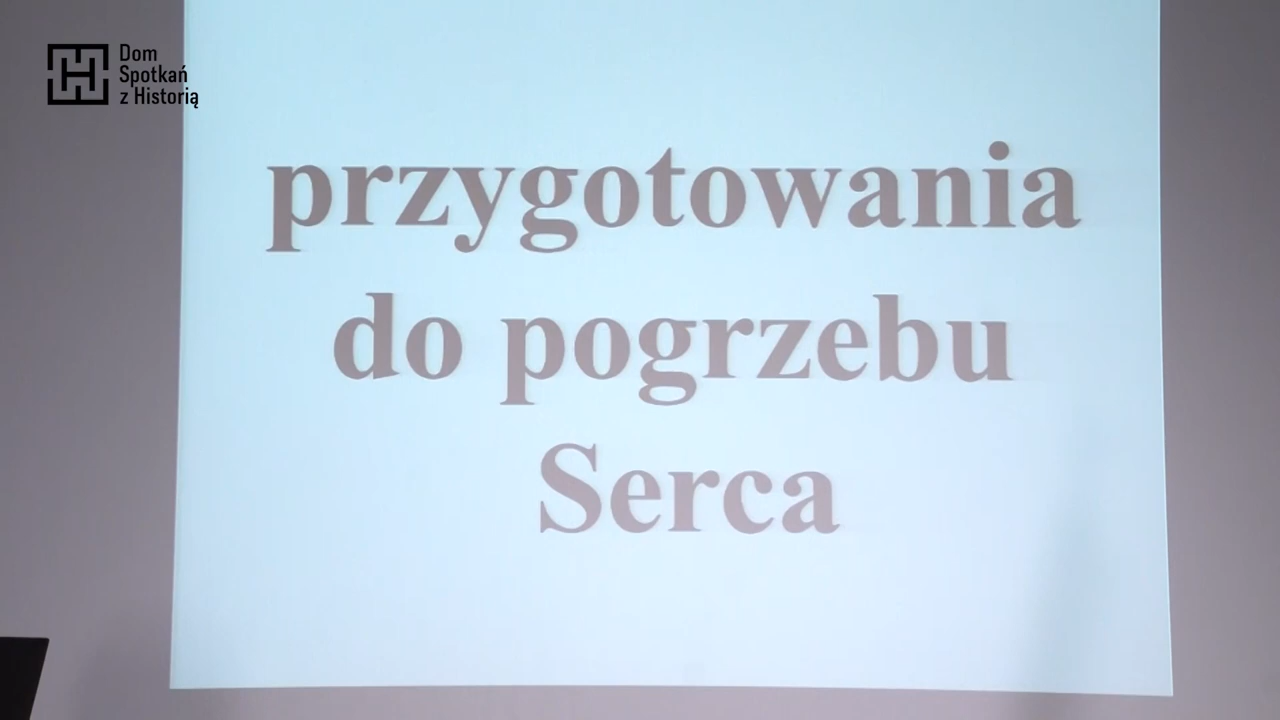 Dom
Spotkań
z Historią
przygotowania
do pogrzebu
Serca